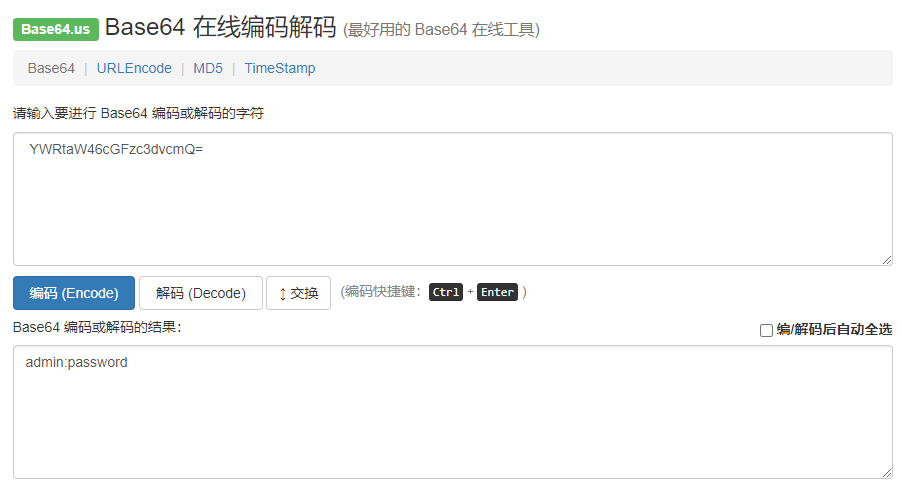 Base64.us Base64 在线编码解码 (最好用的 Base64 在线工具)
Base64 | URLEncode | MD5 | TimeStamp
请输入要进行 Base64 编码或解码的字符
YWRtaW46cGFzc3dvcmQ=
编码 (Encode) 解码 (Decode) ↕ 交换 (编码快捷键: Ctrl + Enter )
Base64 编码或解码的结果: 编/解码后自动全选
admin:password